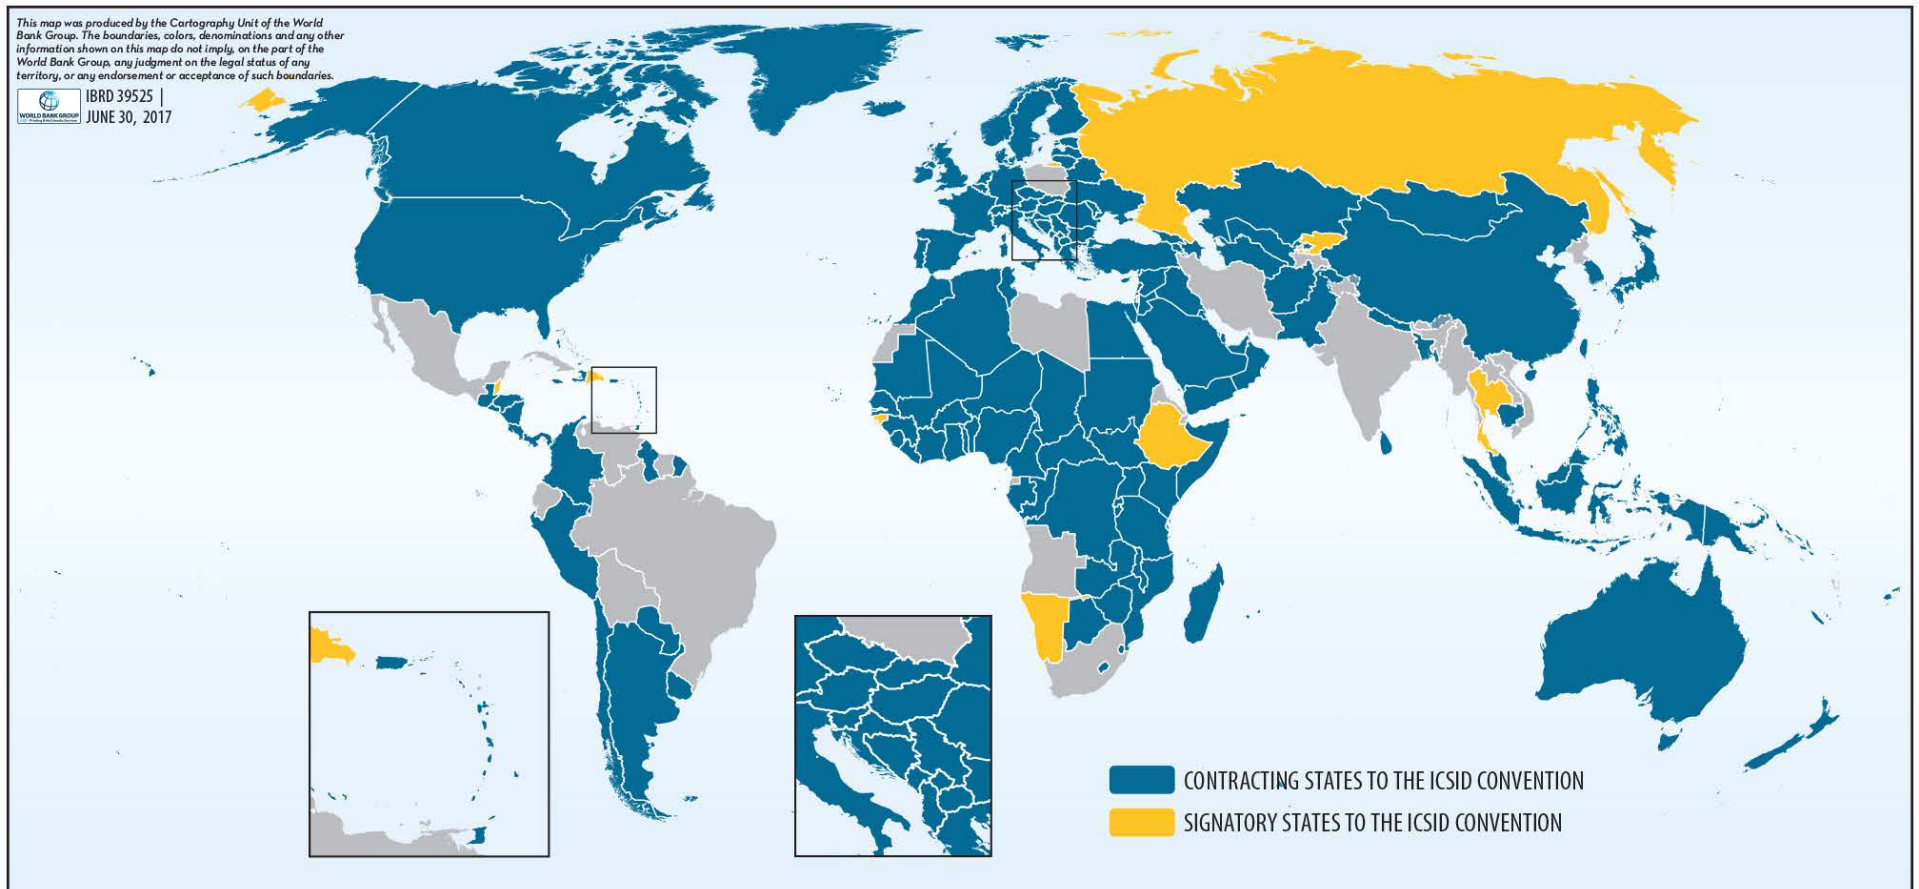 This map was produced by the Cartography Unit of the World
Bank Group. The boundaries, colors, denominations and any other
information shown on this map do not imply, on the part of the
World Bank Group, any judgment on the legal status of any
territory, or any endorsement or acceptance of such boundaries.
WORLD BANK GROUP
IBRD 39525 |
JUNE 30, 2017
CONTRACTING STATES TO THE ICSID CONVENTION
SIGNATORY STATES TO THE ICSID CONVENTION